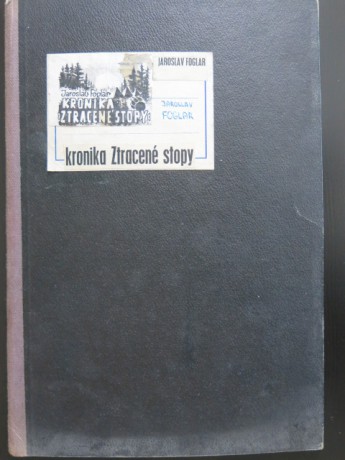 JAROSLAV FOGLAR
Jaroslav Foglar
KRONIKA
ZTRACENÉ STOPY
JAROSLAV
FOGLAR
kronika Ztracené stopy